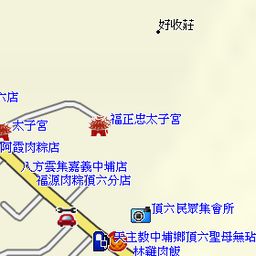 好收莊
六店
福正忠太子宮
太子宮
阿霞肉粽店
八方雲集嘉義中埔店
福源肉粽頂六分店
頂六民眾集會所
天主教中埔鄉頂六聖母無玷
林雞肉飯